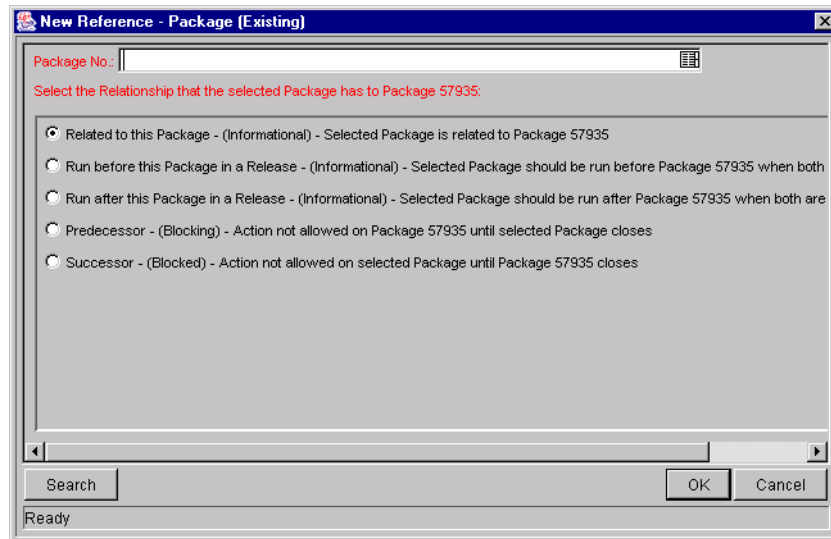 New Reference - Package (Existing)
Package No.:
Select the Relationship that the selected Package has to Package 57935:
Related to this Package - (Informational) - Selected Package is related to Package 57935
Run before this Package in a Release - (Informational) - Selected Package should be run before Package 57935 when both
Run after this Package in a Release - (Informational) - Selected Package should be run after Package 57935 when both are
Predecessor - (Blocking) - Action not allowed on Package 57935 until selected Package closes
Successor - (Blocked) - Action not allowed on selected Package until Package 57935 closes
Search OK Cancel
Ready